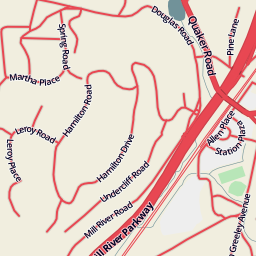 Douglas Road
Quaker Road
Pine Lane
Spring Road
Martha Place
Hamilton Road
Leroy Road
Leroy Place
Hamilton Drive
Allen Place
Station Plaza
Undercliff Road
Mill River Road
Mill River Parkway
Greeley Avenue